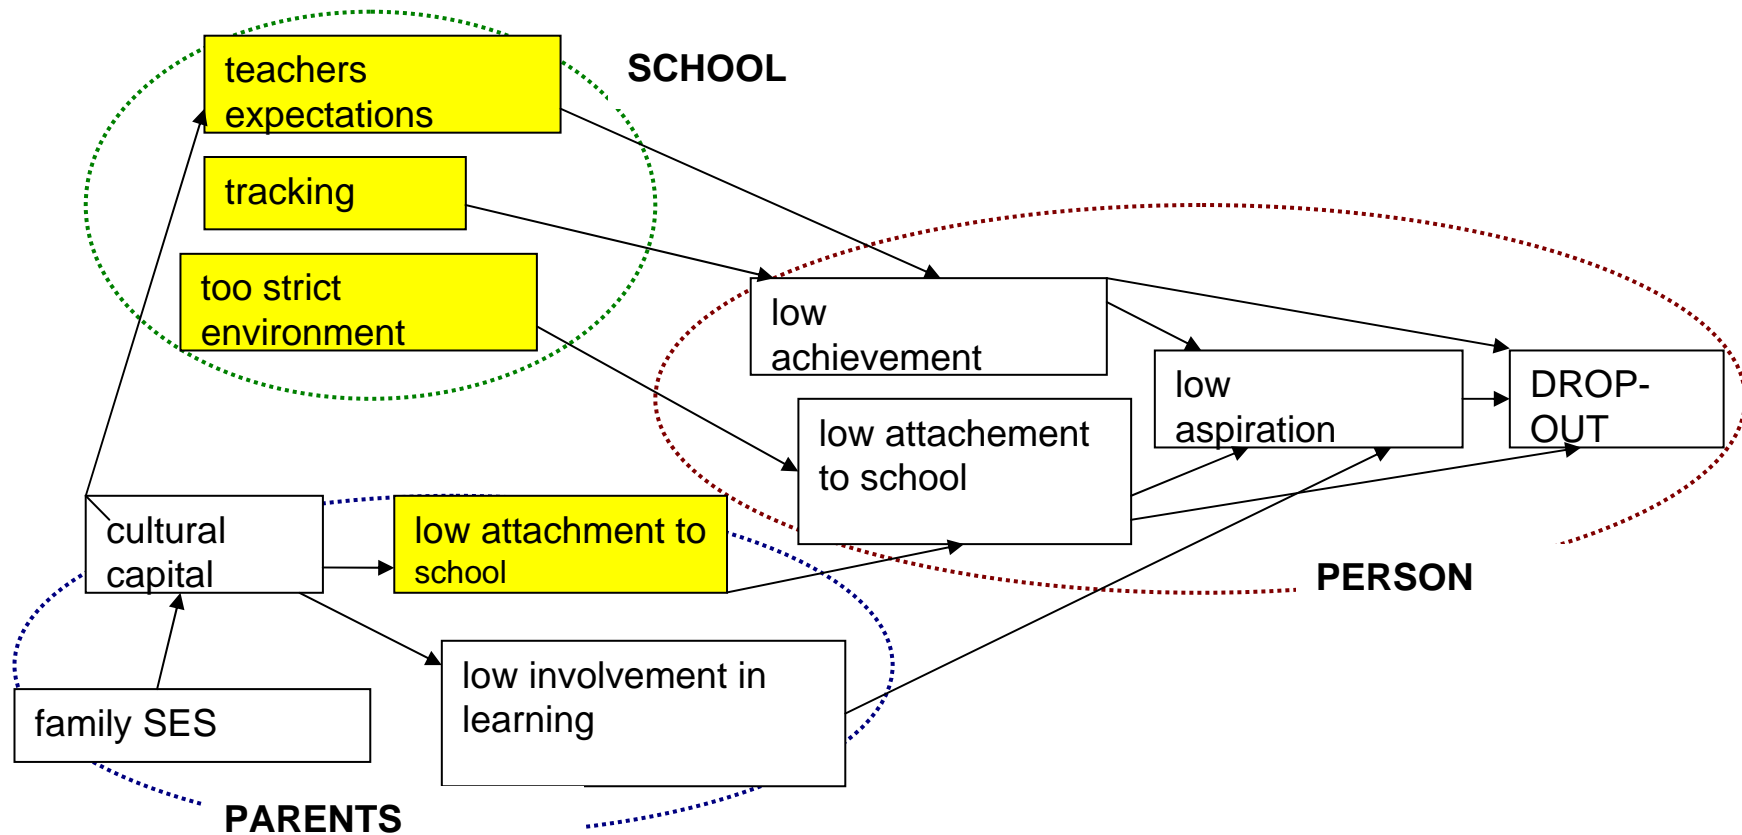 teachers
expectations
SCHOOL
tracking
too strict
environment
low
achievement
low
aspiration
DROP-
OUT
low attachement
to school
cultural
capital
low attachment to
school
PERSON
low involvement in
learning
family SES
PARENTS